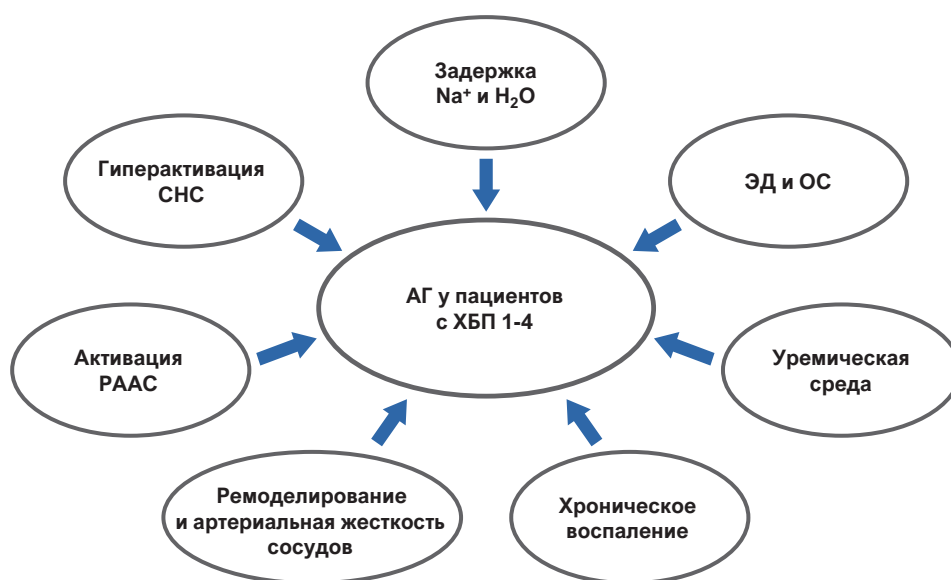 Задержка
Na⁺ и H₂O
Гиперактивация
СНС
ЭД и ОС
АГ у пациентов
с ХБП 1-4
Активация
РААС
Уремическая
среда
Ремоделирование
и артериальная жесткость
сосудов
Хроническое
воспаление